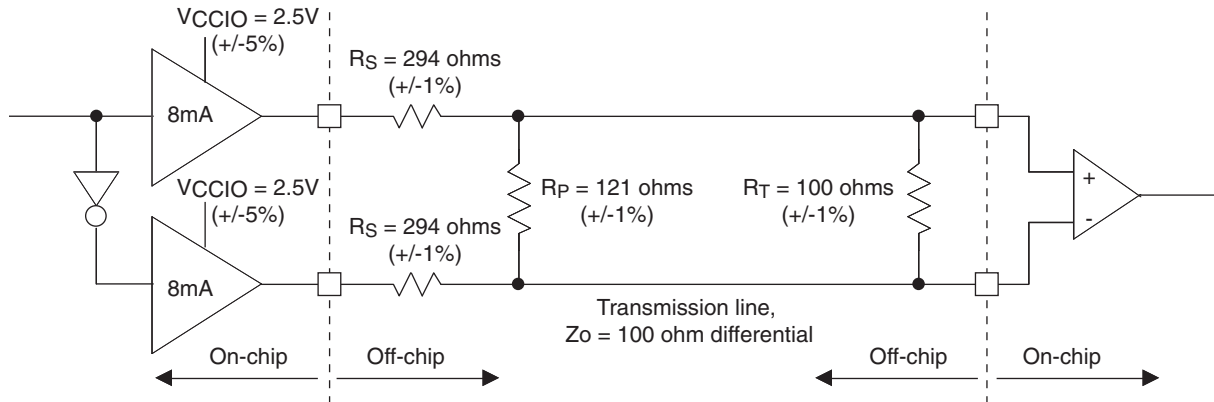 VCCIO = 2.5V
(+/-5%)
8mA
RS = 294 ohms
(+/-1%)
VCCIO = 2.5V
(+/-5%)
8mA
RS = 294 ohms
(+/-1%)
RP = 121 ohms
(+/-1%)
RT = 100 ohms
(+/-1%)
+
-
Transmission line,
Zo = 100 ohm differential
On-chip
Off-chip
Off-chip
On-chip